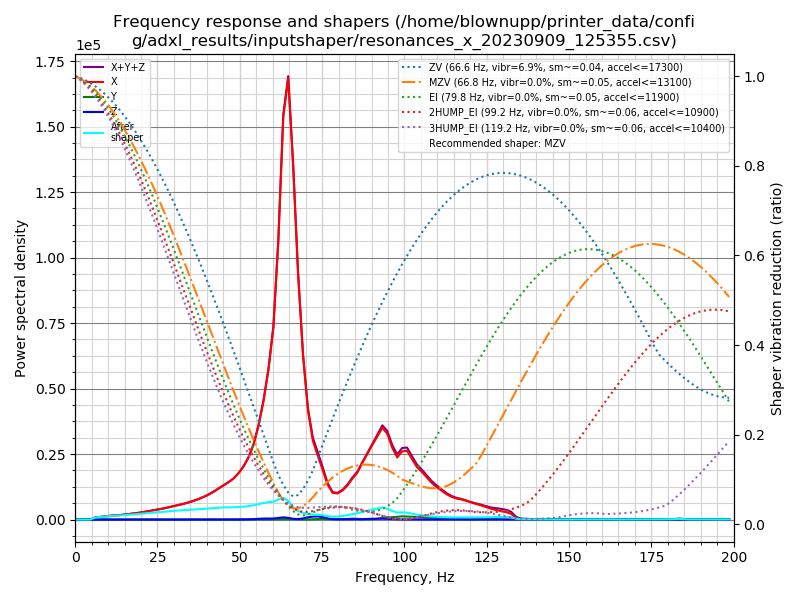 Frequency response and shapers (/home/blownupp/printer_data/confi
g/adxl_results/inputshaper/resonances_x_20230909_125355.csv)
1e5
X+Y+Z
X
Y
Z
After
shaper
ZV (66.6 Hz, vibr=6.9%, sm~=0.04, accel<=17300)
MZV (66.8 Hz, vibr=0.0%, sm~=0.05, accel<=13100)
EI (79.8 Hz, vibr=0.0%, sm~=0.05, accel<=11900)
2HUMP_EI (99.2 Hz, vibr=0.0%, sm~=0.06, accel<=10900)
3HUMP_EI (119.2 Hz, vibr=0.0%, sm~=0.06, accel<=10400)
Recommended shaper: MZV
Power spectral density
1.75
1.50
1.25
1.00
0.75
0.50
0.25
0.00
1.0
0.8
0.6
0.4
0.2
0.0
Shaper vibration reduction (ratio)
0 25 50 75 100 125 150 175 200
Frequency, Hz